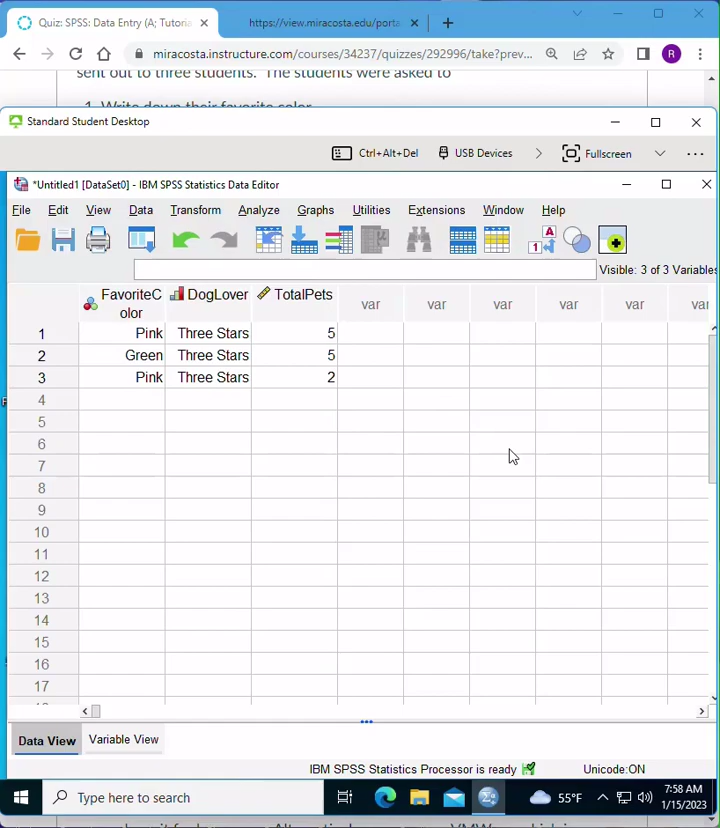 Quiz: SPSS: Data Entry (A; Tutoria
https://view.miracosta.edu/porta
miracosta.instructure.com/courses/34237/quizzes/292996/take?prev...
R
sent out to three students. The students were asked to
1. Write down their favorite color
Standard Student Desktop
Ctrl+Alt+Del
USB Devices
Fullscreen
*Untitled1 [DataSet0] - IBM SPSS Statistics Data Editor
File Edit View Data Transform Analyze Graphs Utilities Extensions Window Help
Visible: 3 of 3 Variables
FavoriteC
olor
DogLover TotalPets var var var var var var
1 Pink Three Stars 5
2 Green Three Stars 5
3 Pink Three Stars 2
4
5
6
7
8
9
10
11
12
13
14
15
16
17
Data View Variable View
IBM SPSS Statistics Processor is ready Unicode:ON
Type here to search
55°F
7:58 AM
1/15/2023